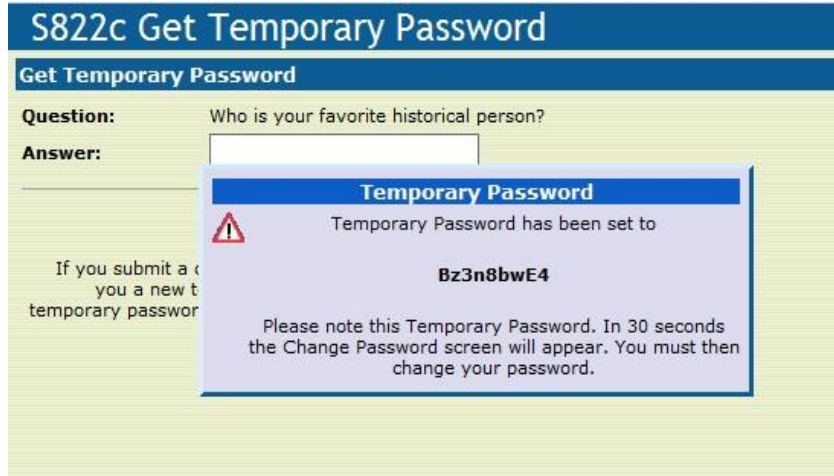 S822c Get Temporary Password
Get Temporary Password
Question: Who is your favorite historical person?
Answer:
Temporary Password
Temporary Password has been set to
Bz3n8bwE4
Please note this Temporary Password. In 30 seconds
the Change Password screen will appear. You must then
change your password.
If you submit a
you a new
temporary